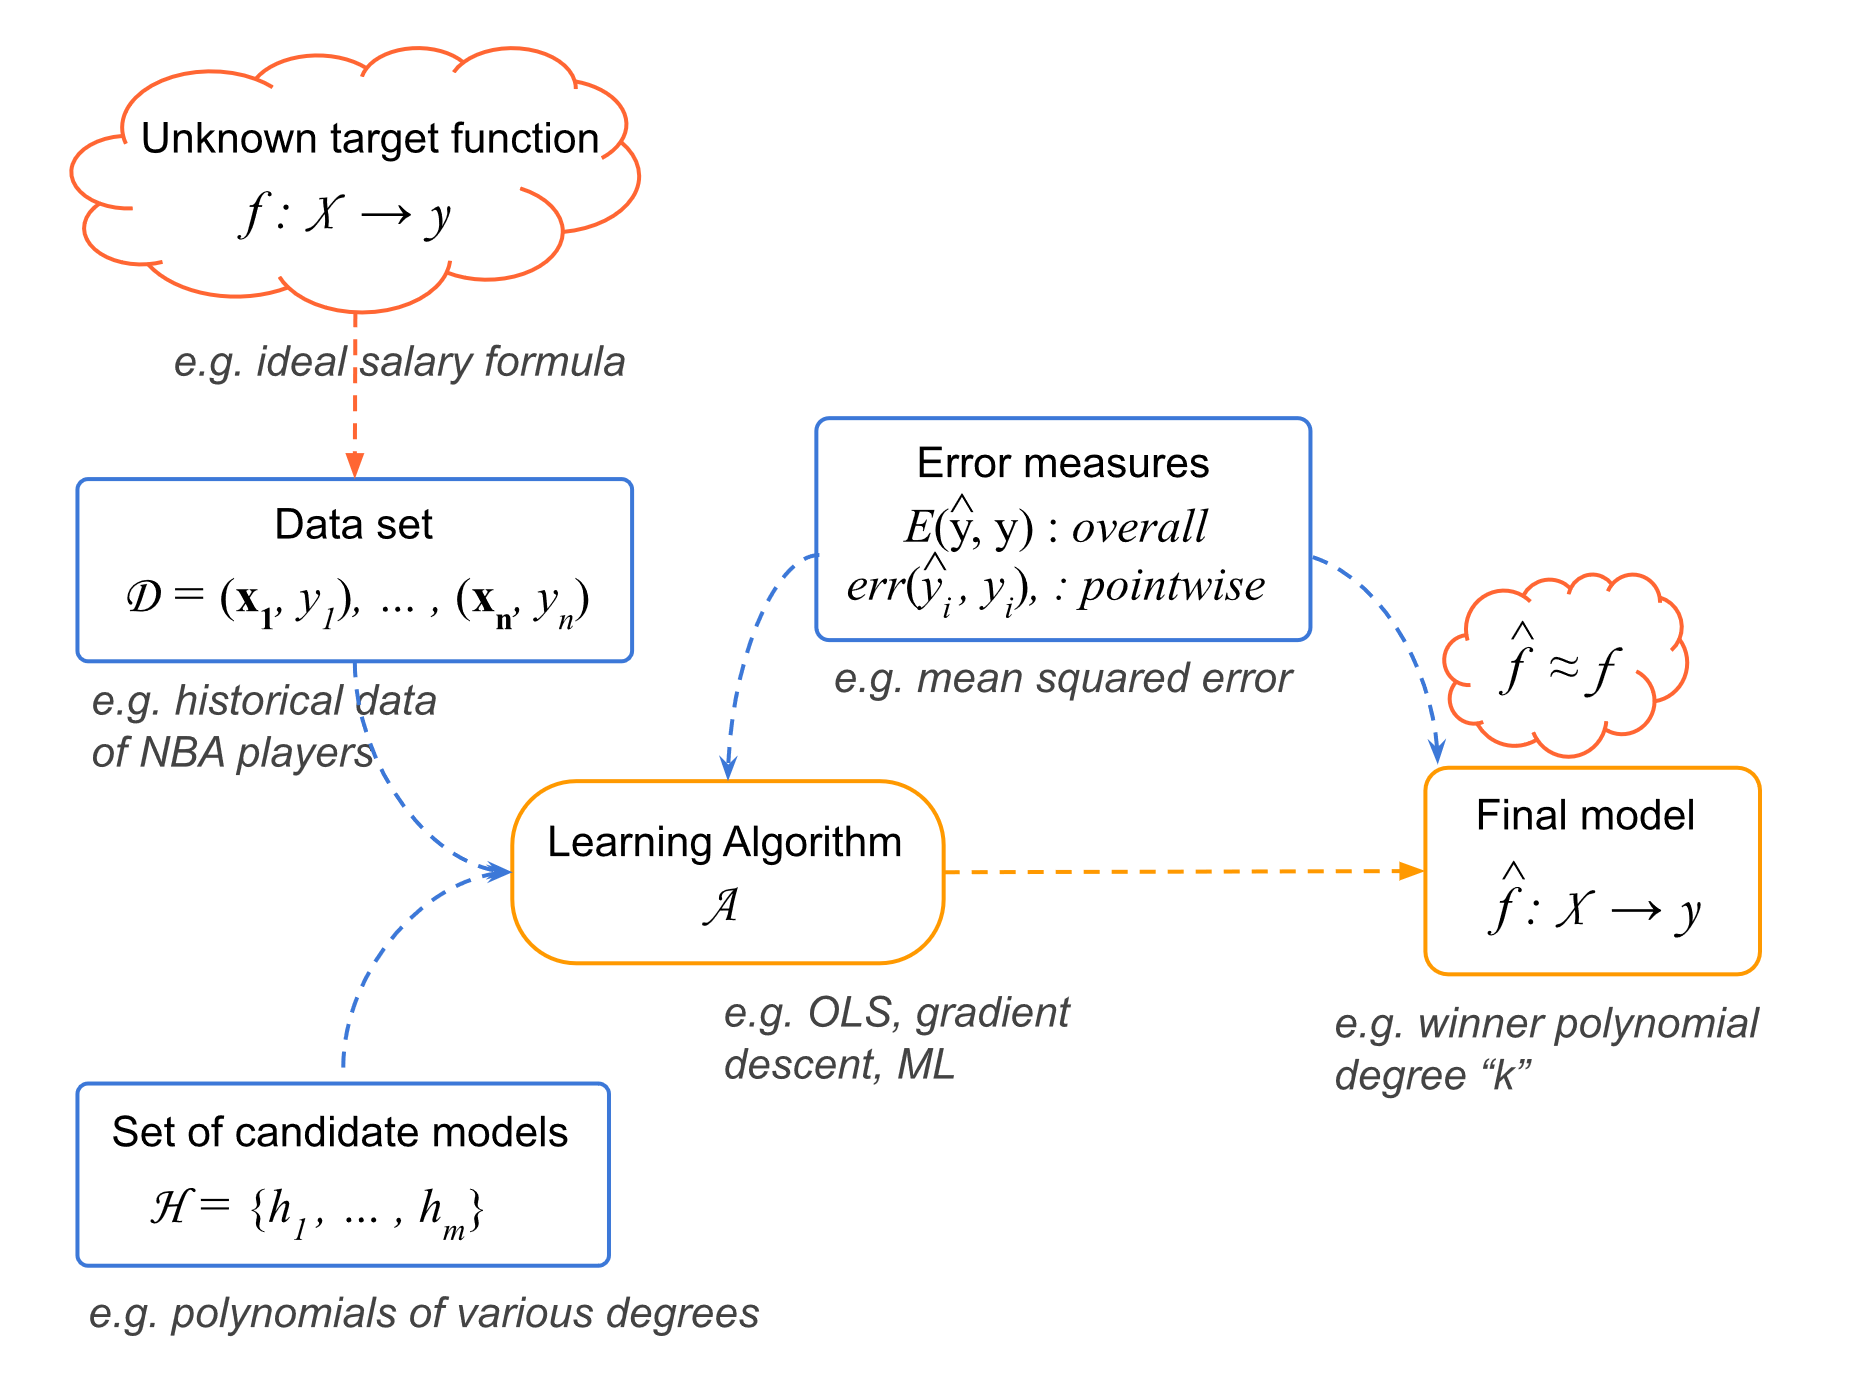 Unknown target function
f : X → y
e.g. ideal salary formula
Data set
𝒟 = (x₁, y₁), ... , (xₙ, yₙ)
e.g. historical data
of NBA players
Error measures
E(ŷ, y) : overall
err(ŷᵢ, yᵢ), : pointwise
e.g. mean squared error
f̂ ≈ f
Learning Algorithm
𝒜
e.g. OLS, gradient
descent, ML
Final model
f̂ : X → y
e.g. winner polynomial
degree “k”
Set of candidate models
ℋ = {h₁, ... , hₘ}
e.g. polynomials of various degrees